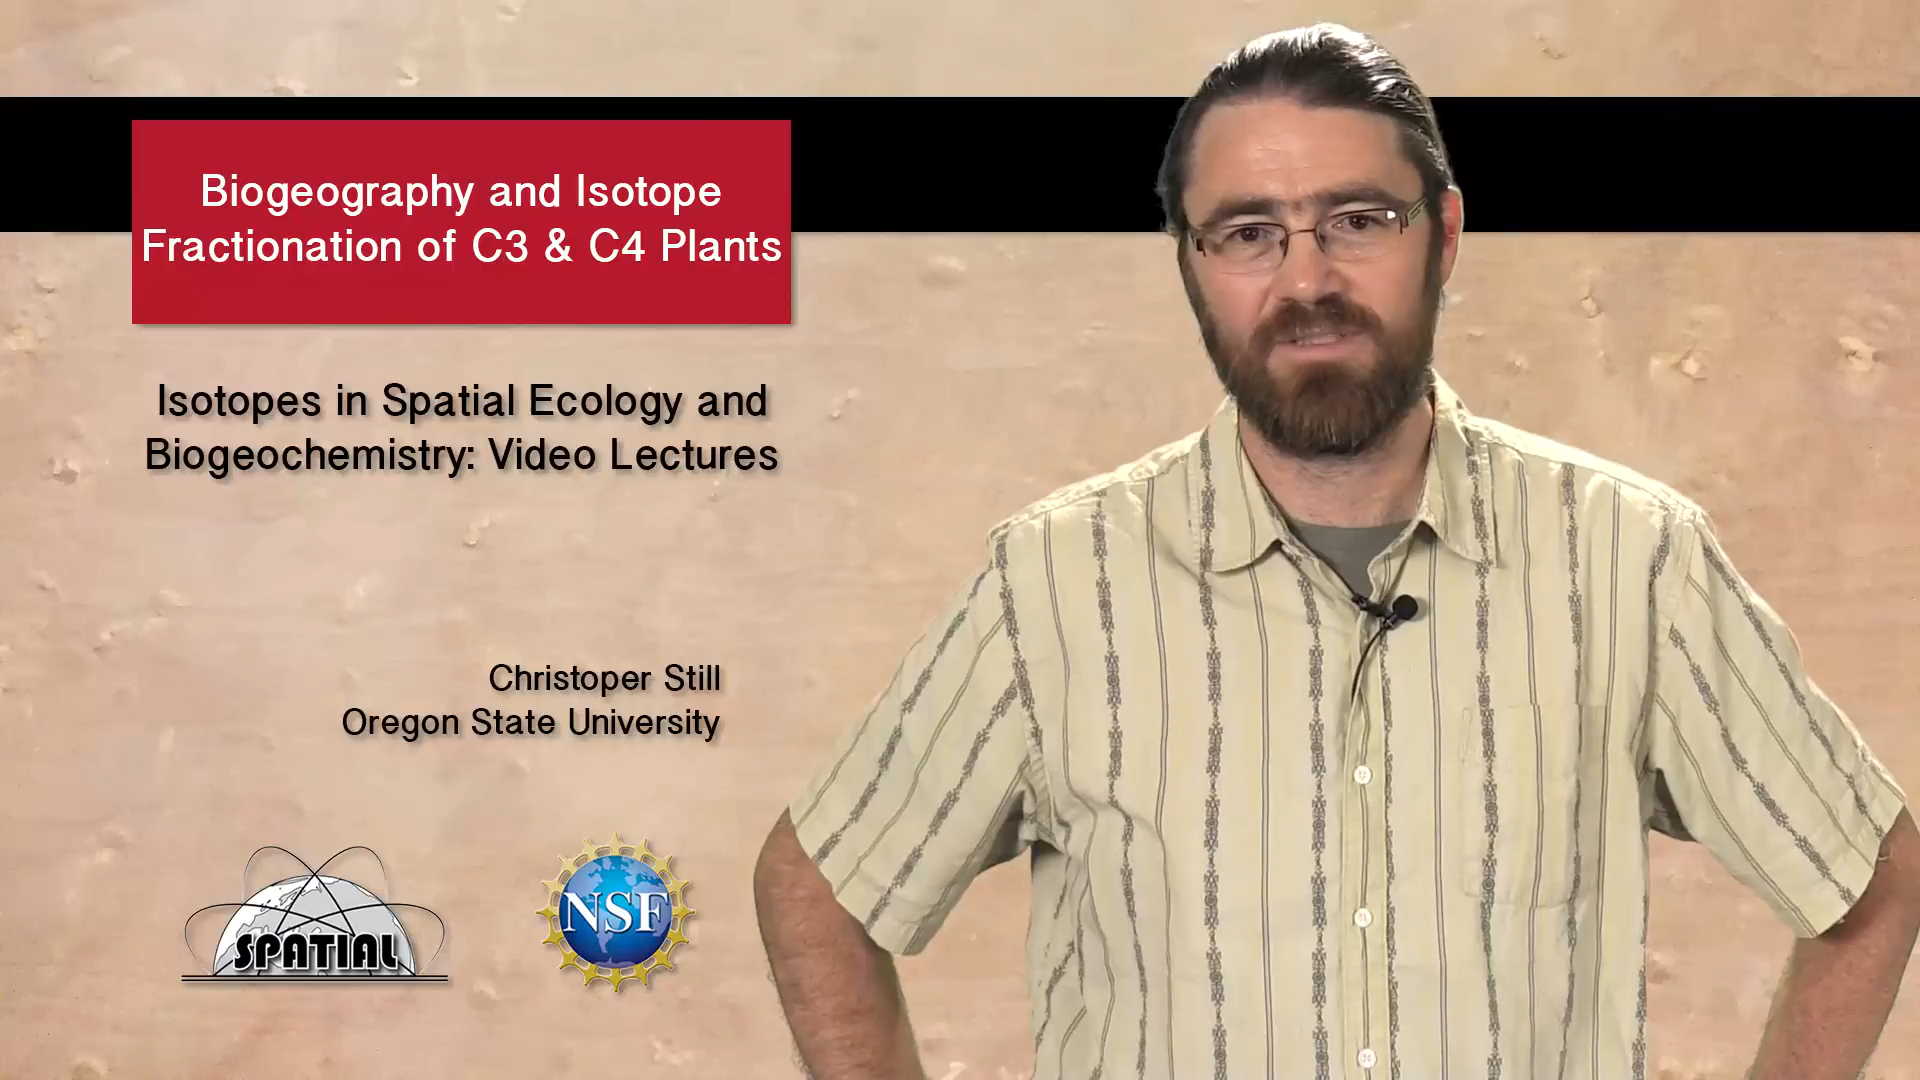 Biogeography and Isotope
Fractionation of C3 & C4 Plants
Isotopes in Spatial Ecology and
Biogeochemistry: Video Lectures
Christoper Still
Oregon State University
SPATIAL
NSF